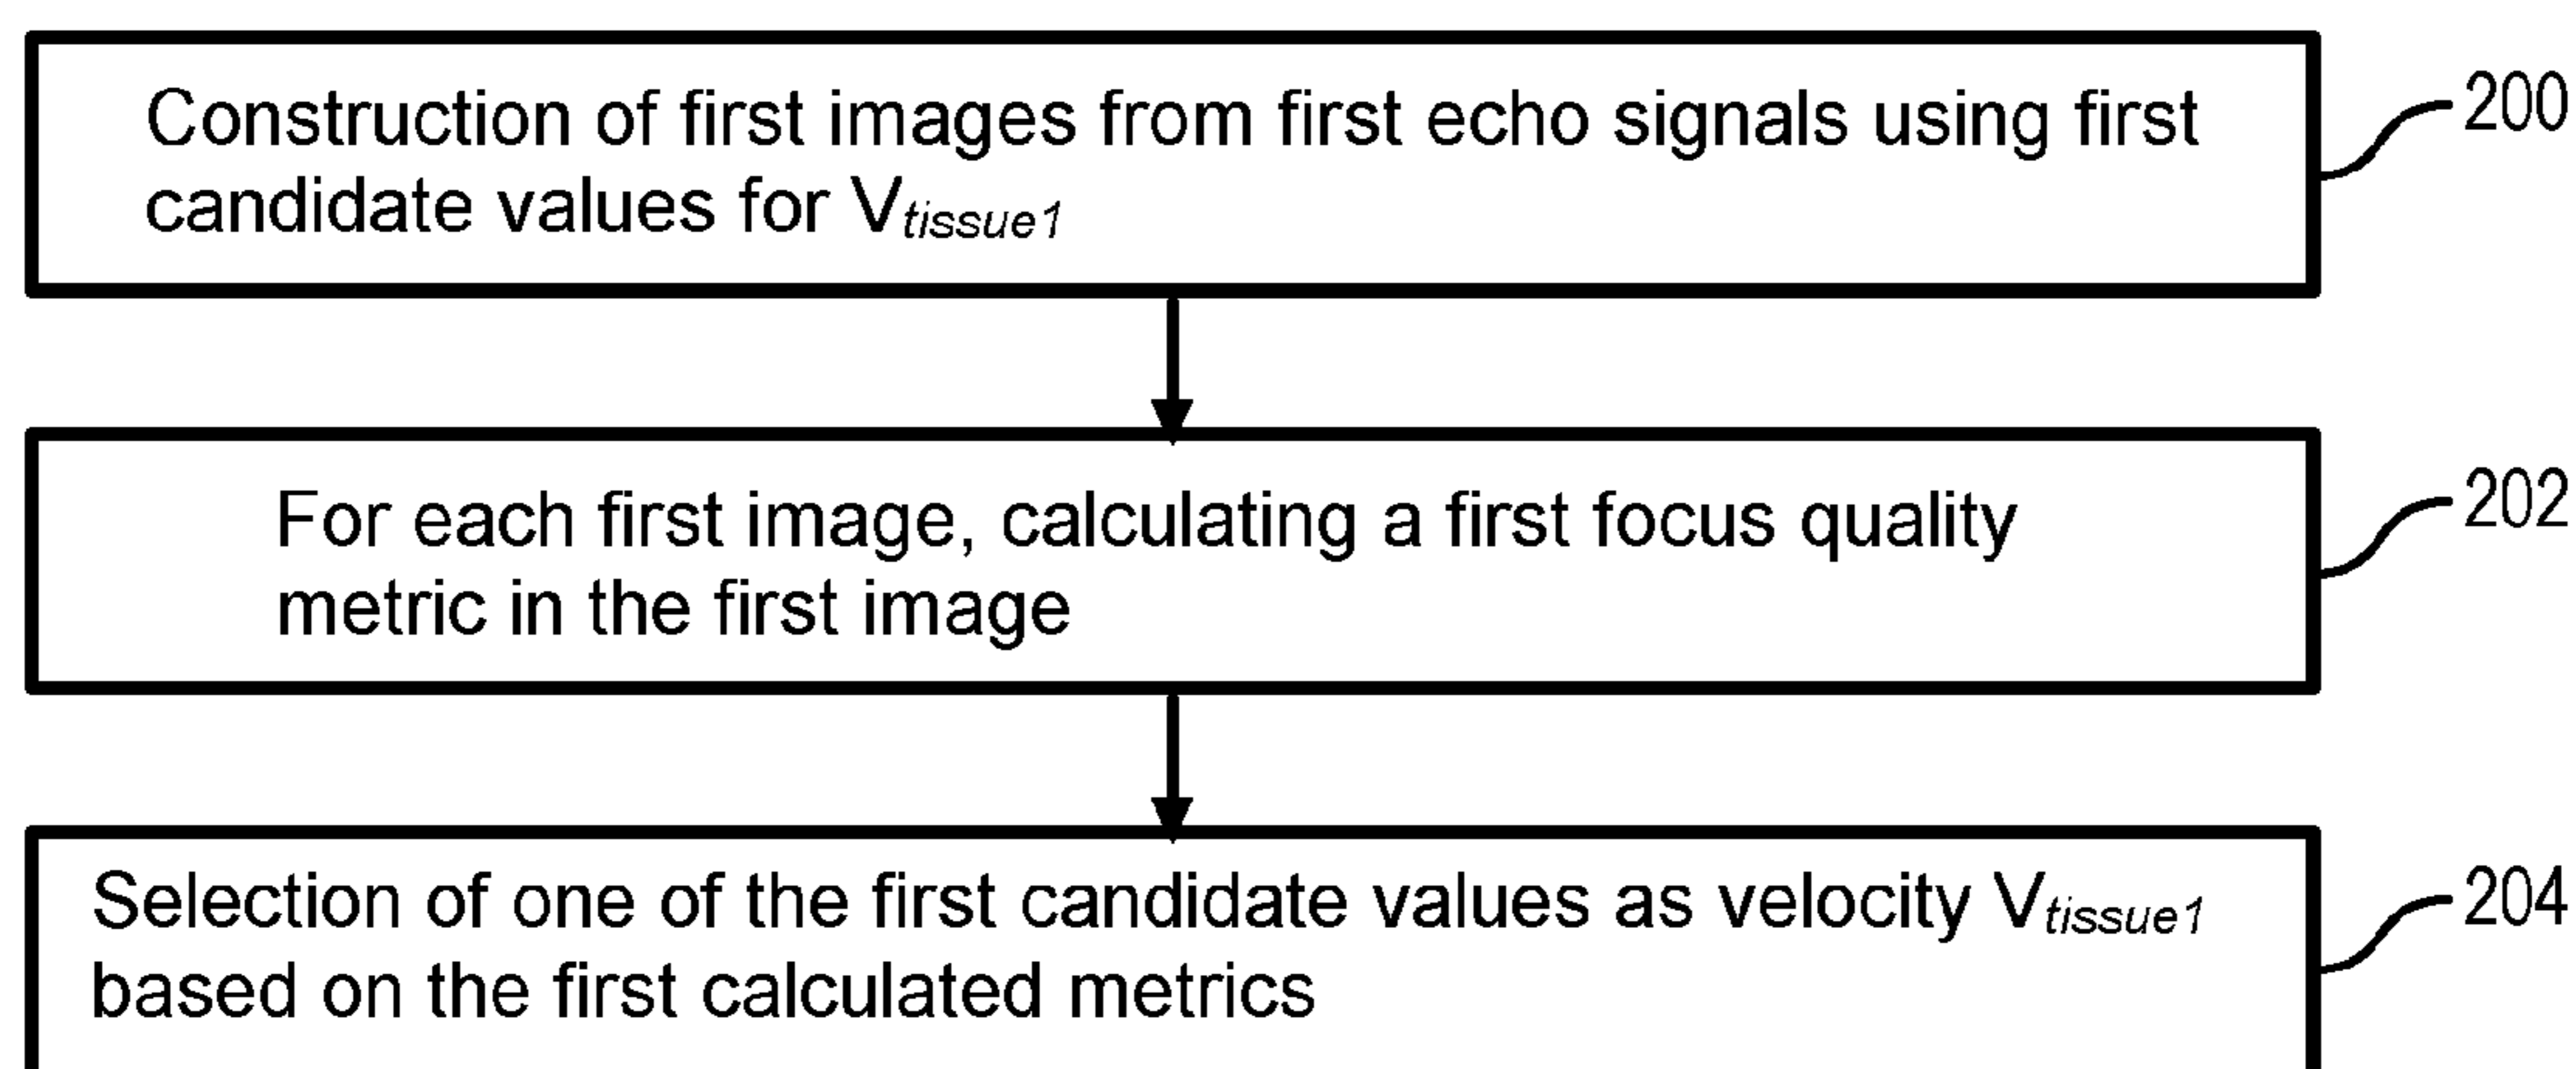 Construction of first images from first echo signals using first
candidate values for Vtissue1
200
For each first image, calculating a first focus quality
metric in the first image
202
Selection of one of the first candidate values as velocity Vtissue1
based on the first calculated metrics
204